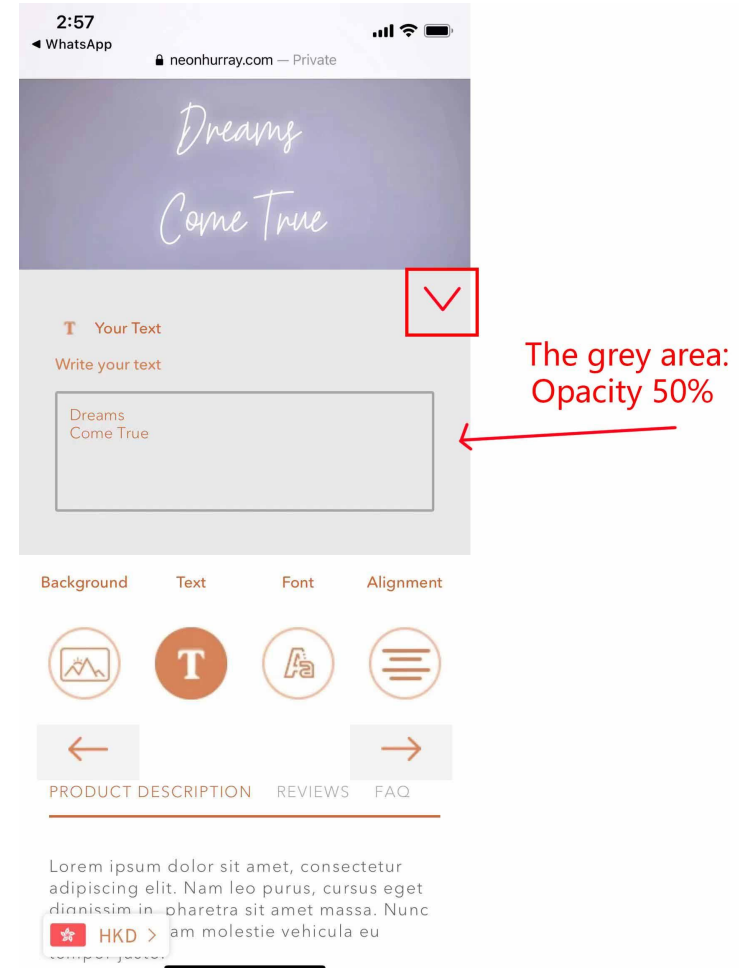 2:57
◀ WhatsApp
neonhurray.com — Private
Dreams
Come True
T Your Text
Write your text
Dreams
Come True
The grey area:
Opacity 50%
Background Text Font Alignment
T Aa
PRODUCT DESCRIPTION REVIEWS FAQ
Lorem ipsum dolor sit amet, consectetur
adipiscing elit. Nam leo purus, cursus eget
dignissim in, pharetra sit amet massa. Nunc
HKD > am molestie vehicula eu